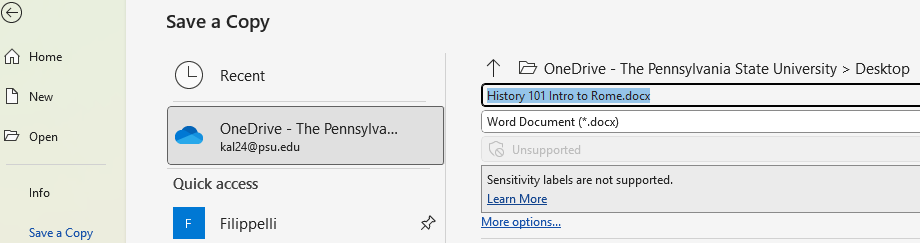 Save a Copy
Home
New
Open
Info
Save a Copy
Recent
OneDrive - The Pennsylva...
kal24@psu.edu
Quick access
F
Filippelli
OneDrive - The Pennsylvania State University > Desktop
History 101 Intro to Rome.docx
Word Document (*.docx)
Unsupported
Sensitivity labels are not supported.
Learn More
More options...